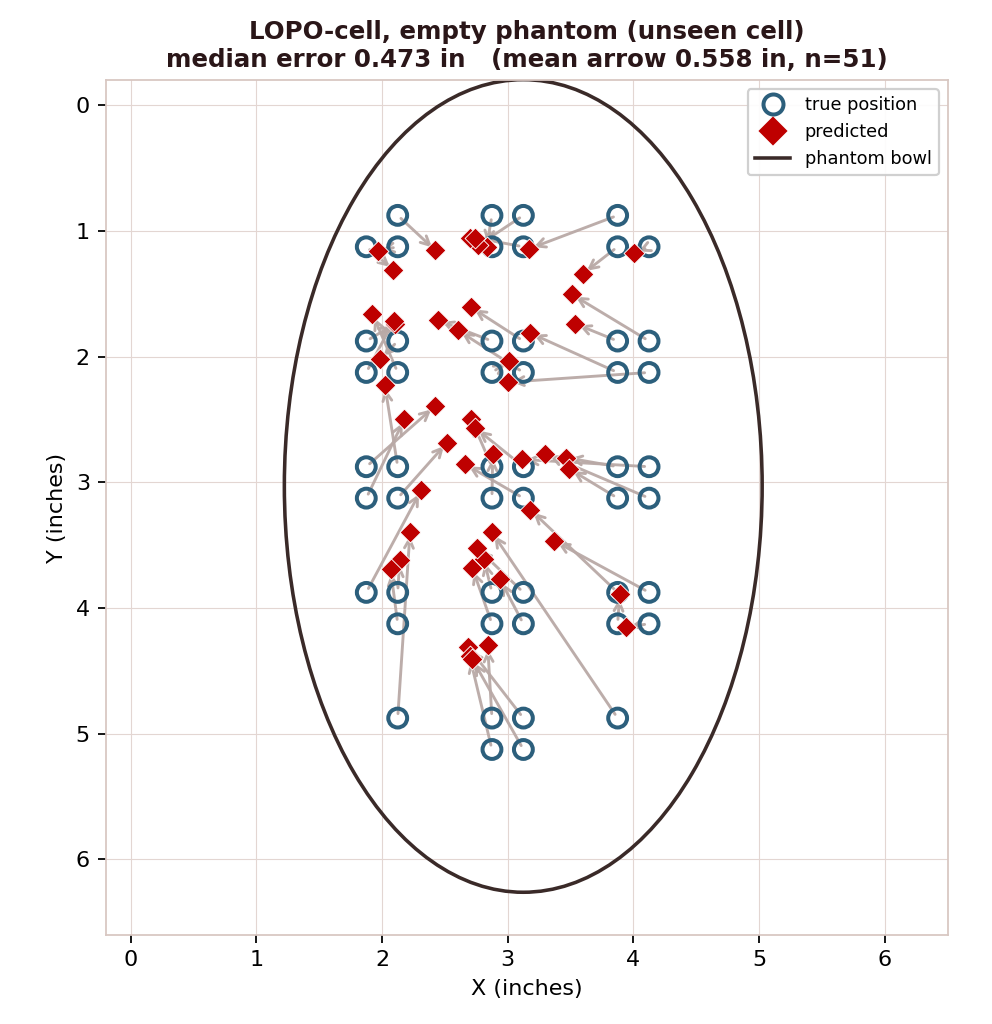 LOPO-cell, empty phantom (unseen cell)
median error 0.473 in   (mean arrow 0.558 in, n=51)
true position
predicted
phantom bowl
0
1
2
3
4
5
6
Y (inches)
0 1 2 3 4 5 6
X (inches)